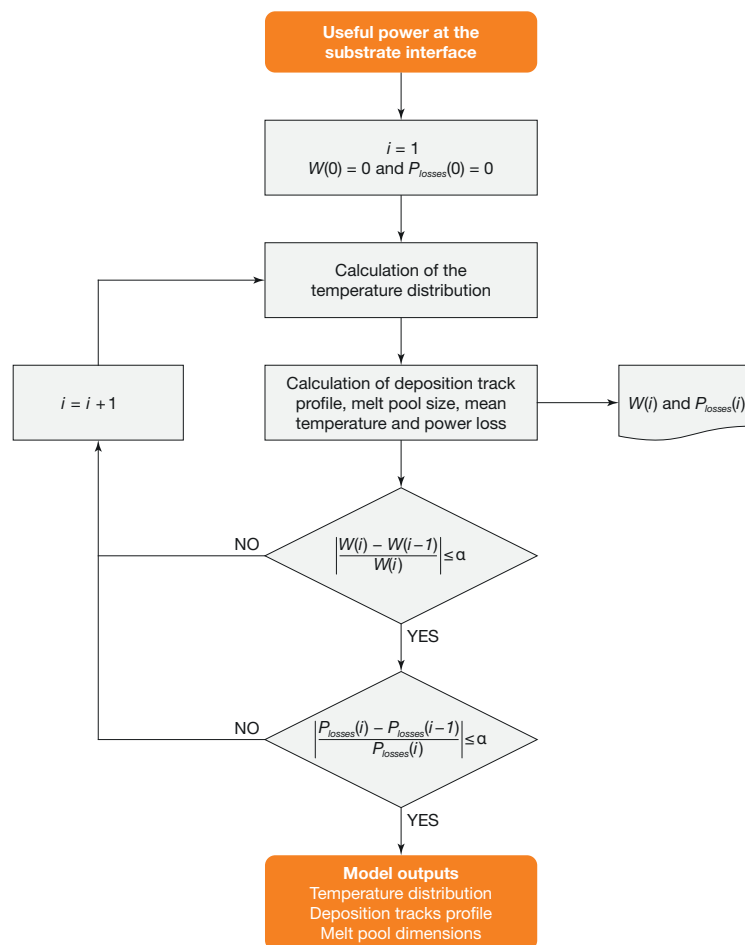 Useful power at the
substrate interface
i = 1
W(0) = 0 and P_losses(0) = 0
Calculation of the
temperature distribution
i = i + 1
Calculation of deposition track
profile, melt pool size, mean
temperature and power loss
W(i) and P_losses(i)
NO
|W(i) – W(i–1) / W(i)| ≤ α
YES
NO
|P_losses(i) – P_losses(i–1) / P_losses(i)| ≤ α
YES
Model outputs
Temperature distribution
Deposition tracks profile
Melt pool dimensions